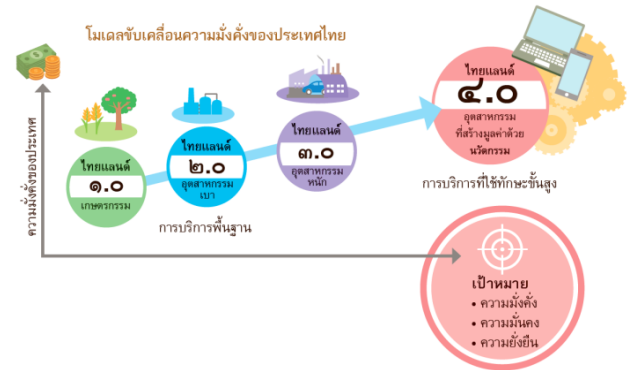 โมเดลขับเคลื่อนความมั่งคั่งของประเทศไทย
ความมั่งคั่งของประเทศ
ไทยแลนด์
๑.๐
เกษตรกรรม
ไทยแลนด์
๒.๐
อุตสาหกรรม
เบา
ไทยแลนด์
๓.๐
อุตสาหกรรม
หนัก
ไทยแลนด์
๔.๐
อุตสาหกรรม
ที่สร้างมูลค่าด้วย
นวัตกรรม
การบริการพื้นฐาน
การบริการที่ใช้ทักษะขั้นสูง
เป้าหมาย
• ความมั่งคั่ง
• ความมั่นคง
• ความยั่งยืน